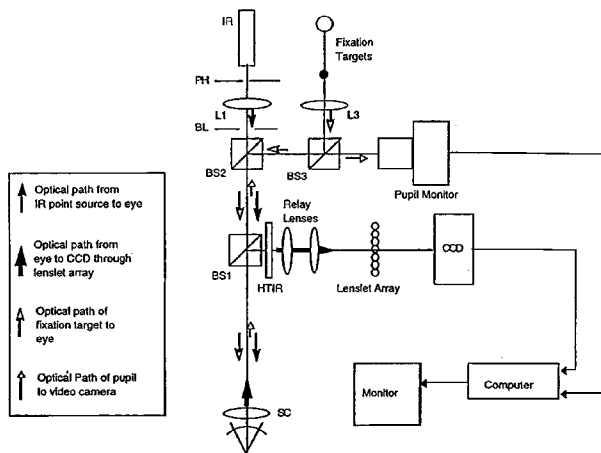 IR
PH
L1
BL
BS2
Fixation
Targets
L3
BS3
Pupil Monitor
Optical path from
IR point source to eye
Optical path from
eye to CCD through
lenslet array
Optical path of
fixation target to
eye
Optical Path of pupil
to video camera
Relay
Lenses
BS1
HTIR
Lenslet Array
CCD
SC
Monitor
Computer